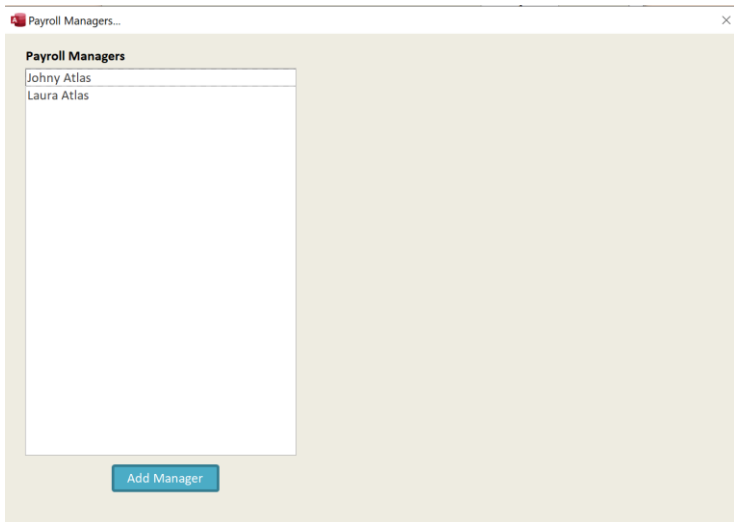 Payroll Managers...
Payroll Managers
Johny Atlas
Laura Atlas
Add Manager